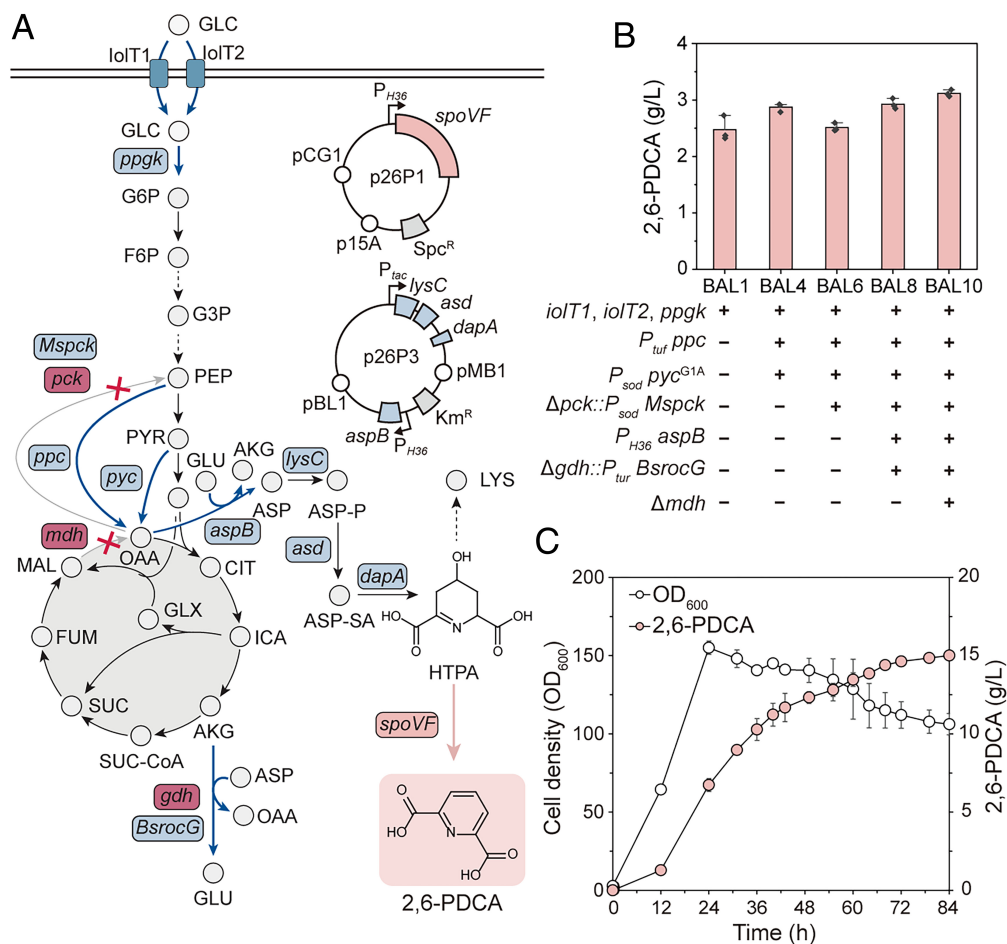 A
GLC
IolT1
IolT2
GLC
ppgk
G6P
F6P
G3P
Mspck
pck
PEP
PYR
ppc
pyc
GLU
AKG
lysC
ASP
ASP-P
aspB
mdh
OAA
MAL
CIT
asd
dapA
ASP-SA
GLX
FUM
ICA
SUC
AKG
SUC-CoA
gdh
BsrocG
ASP
OAA
GLU
LYS
OH
HO
O
N
O
OH
HTPA
spoVF
O
HO
N
O
HO
2,6-PDCA
P_H36
spoVF
pCG1
p26P1
p15A
Spc^R
P_tac
lysC
asd
dapA
p26P3
pMB1
pBL1
Km^R
aspB
P_H36
B
2,6-PDCA (g/L)
4
3
2
1
0
BAL1 BAL4 BAL6 BAL8 BAL10
iolT1, iolT2, ppgk + + + + +
P_tuf ppc – + + + +
P_sod pyc^G1A – + + + +
Δpck::P_sod Mspck – – + + +
P_H36 aspB – – – + +
Δgdh::P_tur BsrocG – – – + +
Δmdh – – – – +
C
OD600
2,6-PDCA
Cell density (OD600)
200
150
100
50
0
2,6-PDCA (g/L)
20
15
10
5
0
0 12 24 36 48 60 72 84
Time (h)